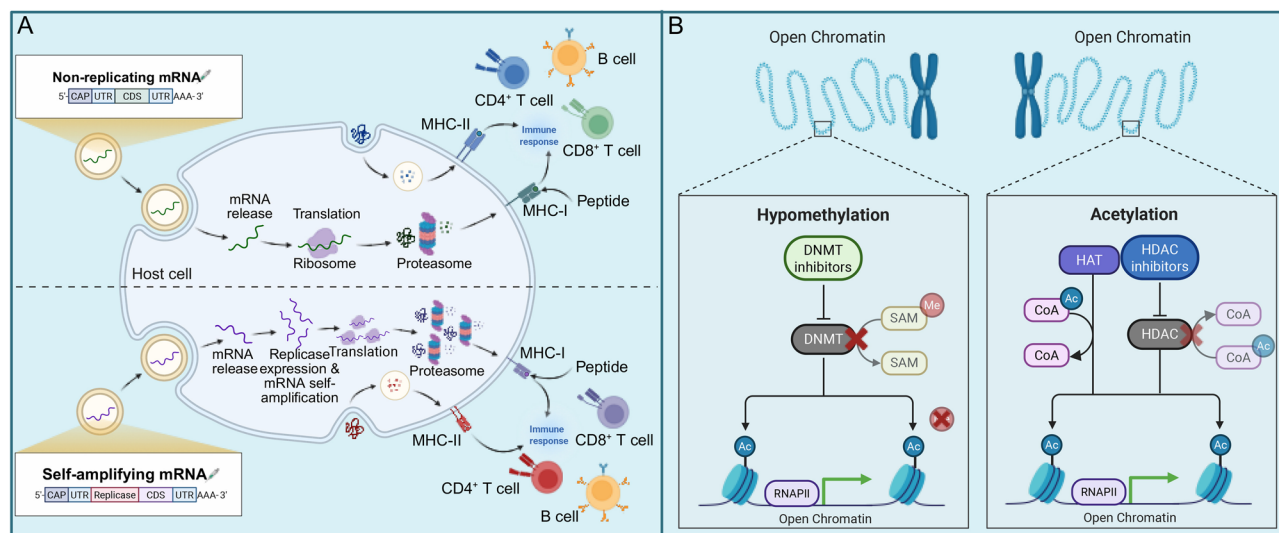 A
Non-replicating mRNA
5'-CAP UTR CDS UTR AAA-3'
B cell
CD4⁺ T cell
MHC-II
Immune
response
CD8⁺ T cell
MHC-I
Peptide
mRNA
release
Translation
Ribosome
Proteasome
Host cell
mRNA
release
Replicase
expression &
mRNA self-
amplification
Translation
Proteasome
MHC-I
Peptide
MHC-II
Immune
response
CD8⁺ T cell
CD4⁺ T cell
B cell
Self-amplifying mRNA
5'-CAP UTR Replicase CDS UTR AAA-3'
B
Open Chromatin
Open Chromatin
Hypomethylation
DNMT
inhibitors
DNMT
SAM
Me
SAM
Ac
Ac
RNAPII
Open Chromatin
Acetylation
HAT
HDAC
inhibitors
CoA
Ac
CoA
HDAC
CoA
CoA
Ac
Ac
Ac
RNAPII
Open Chromatin